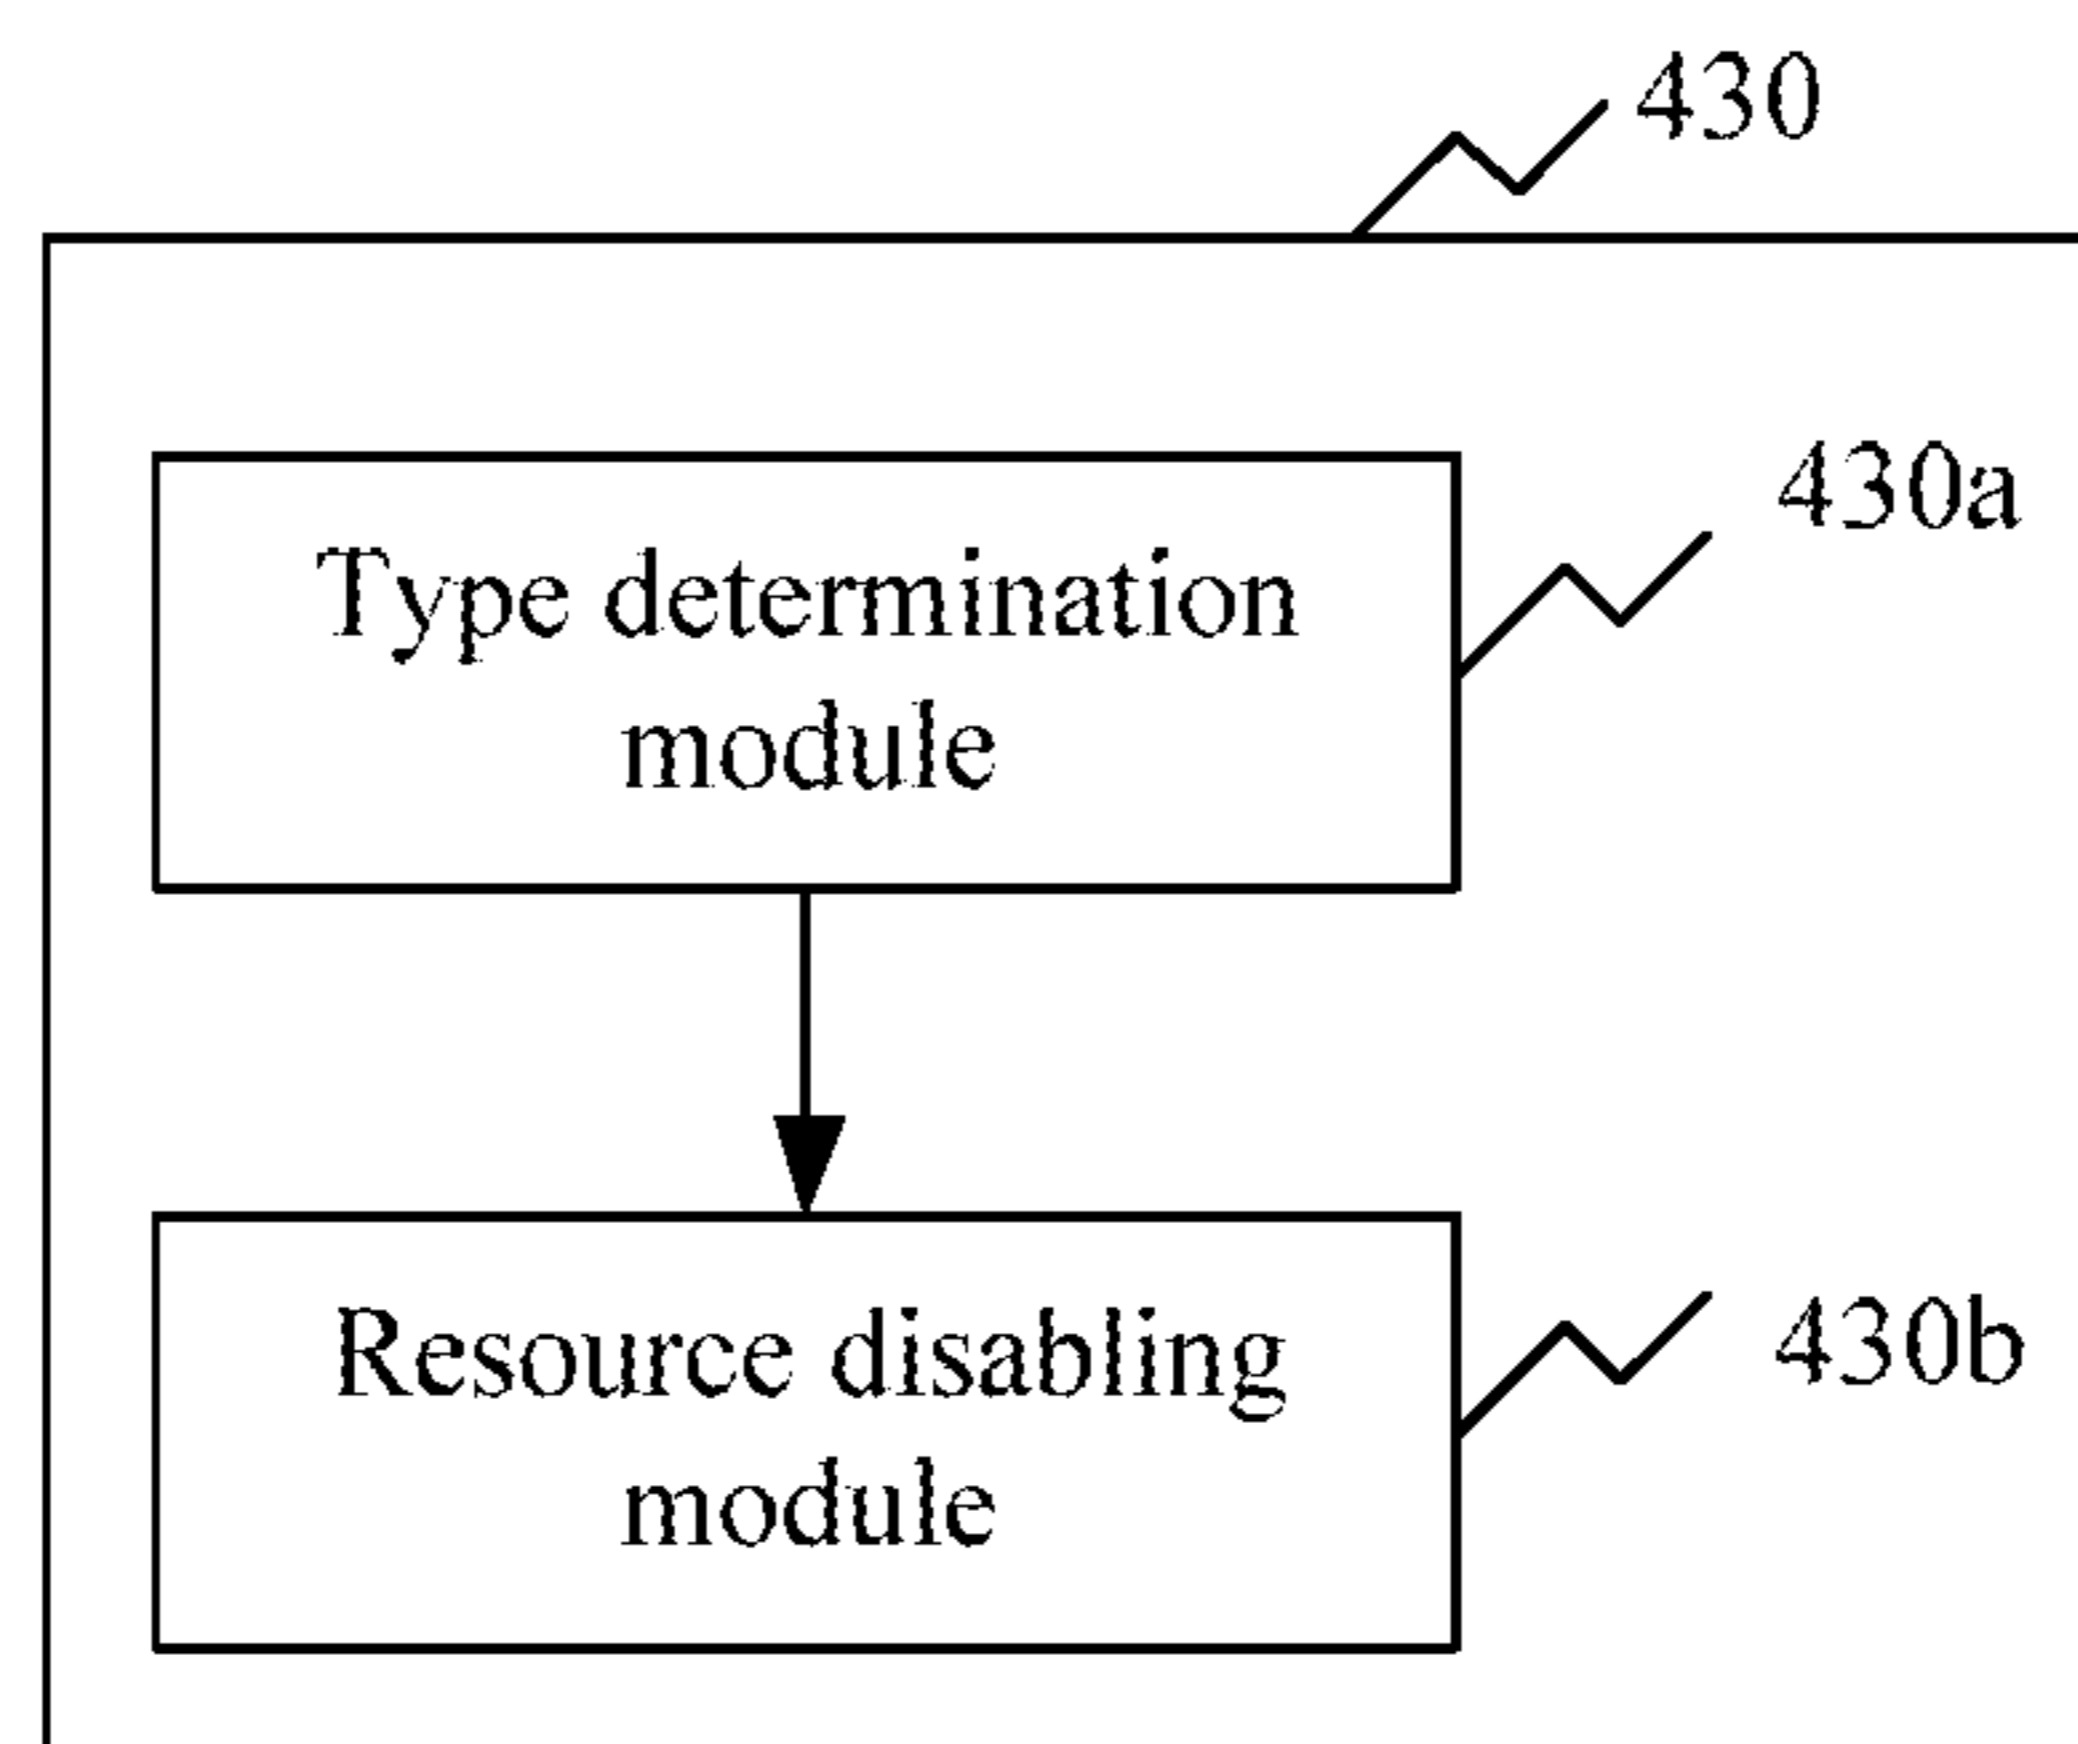 430
430a
Type determination
module
Resource disabling
430b
module